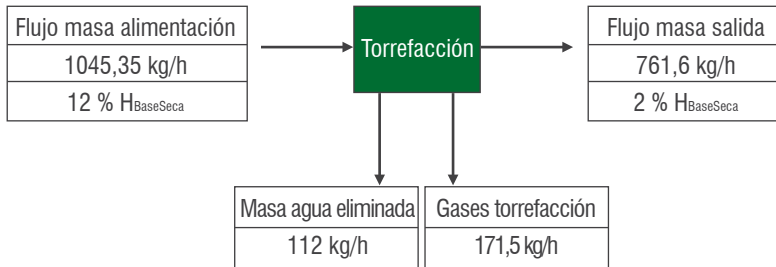 Flujo masa alimentación
1045,35 kg/h
12 % HBaseSeca
Torrefacción
Flujo masa salida
761,6 kg/h
2 % HBaseSeca
Masa agua eliminada
112 kg/h
Gases torrefacción
171,5 kg/h